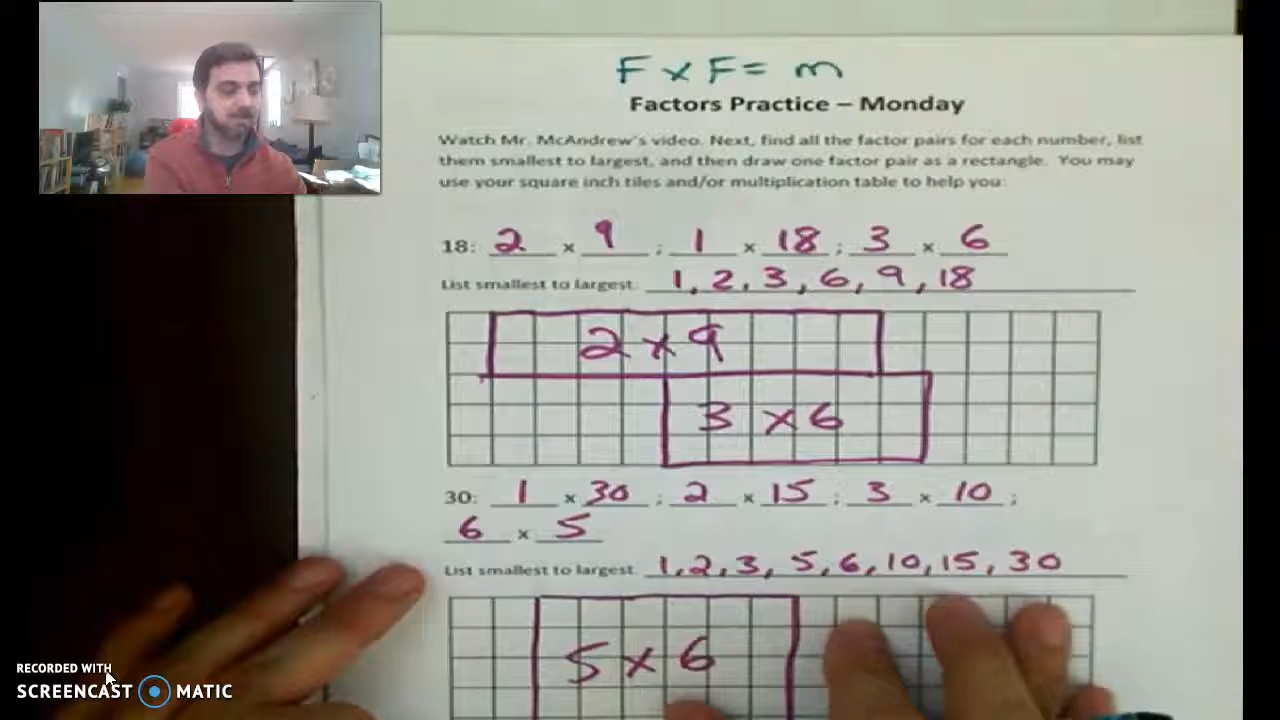 F x F = m
Factors Practice – Monday
Watch Mr. McAndrew's video. Next, find all the factor pairs for each number, list
them smallest to largest, and then draw one factor pair as a rectangle. You may
use your square inch tiles and/or multiplication table to help you:
18: 2 x 9 ; 1 x 18 ; 3 x 6
List smallest to largest: 1, 2, 3, 6, 9, 18
2 x 9
3 x 6
30: 1 x 30 ; 2 x 15 ; 3 x 10 ;
6 x 5
List smallest to largest: 1, 2, 3, 5, 6, 10, 15, 30
5 x 6
RECORDED WITH
SCREENCAST MATIC